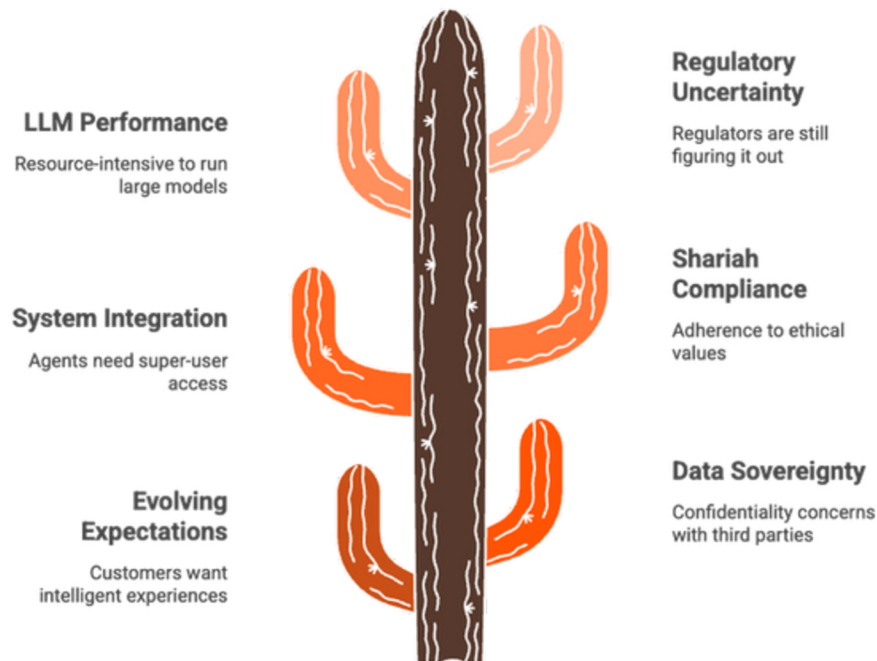 LLM Performance
Resource-intensive to run
large models
System Integration
Agents need super-user
access
Evolving
Expectations
Customers want
intelligent experiences
Regulatory
Uncertainty
Regulators are still
figuring it out
Shariah
Compliance
Adherence to ethical
values
Data Sovereignty
Confidentiality concerns
with third parties